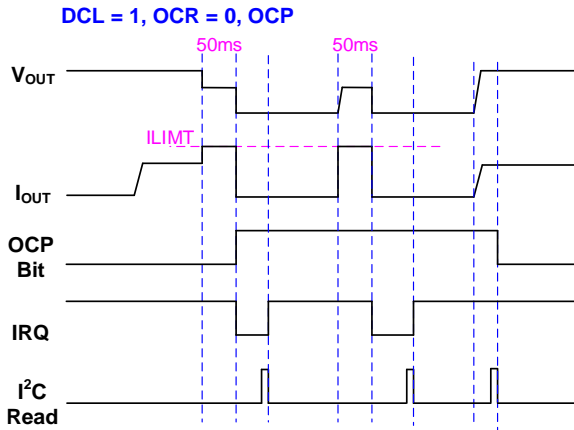 DCL = 1, OCR = 0, OCP
50ms 50ms
VOUT
ILIMT
IOUT
OCP
Bit
IRQ
I²C
Read